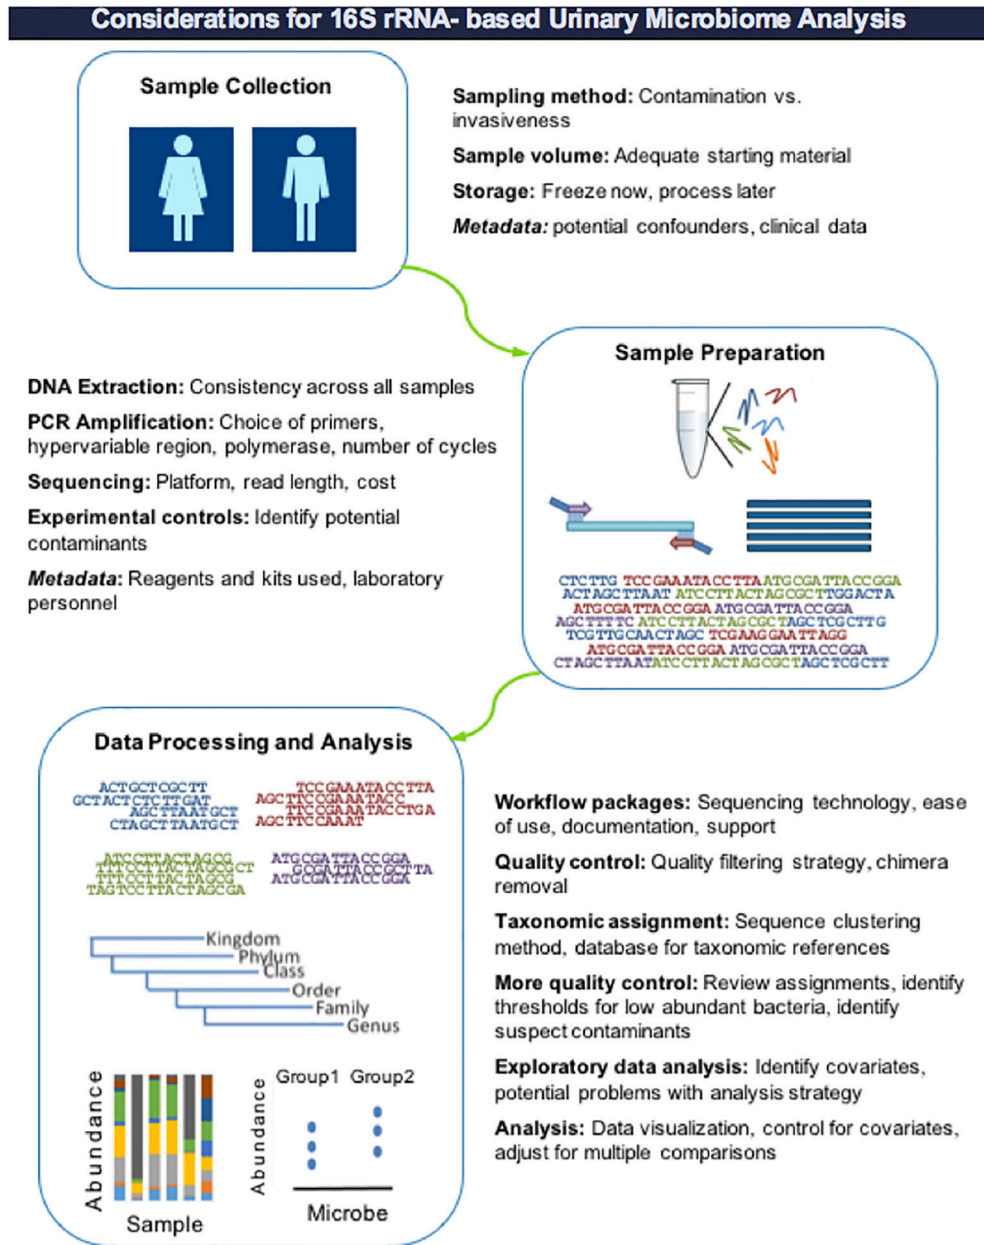 Considerations for 16S rRNA- based Urinary Microbiome Analysis
Sample Collection
Sampling method: Contamination vs.
invasiveness
Sample volume: Adequate starting material
Storage: Freeze now, process later
Metadata: potential confounders, clinical data
DNA Extraction: Consistency across all samples
PCR Amplification: Choice of primers,
hypervariable region, polymerase, number of cycles
Sequencing: Platform, read length, cost
Experimental controls: Identify potential
contaminants
Metadata: Reagents and kits used, laboratory
personnel
Sample Preparation
CTCTTG TCCGAAATACCTTAATGCGATTACCGGA
ACTAGCTTAAT ATCCTTACTAGCGCTTGGACTA
ATGCGATTACCGGA ATGCGATTACCGGA
AGCTTTTC ATCCTTACTAGCGCTAGCTCGCTTG
TCGTTGCAACTAGC TCGAAGGAATTAGG
ATGCGATTACCGGA ATGCGATTACCGGA
CTAGCTTAATATCCTTACTAGCGCTAGCTCGCTT
Data Processing and Analysis
ACTGCTCGCTT
GCTACTCTCTTGAT
AGCTTAATGCT
CTAGCTTAATGCT
TCCGAAATACCTTA
AGCTTCCGAAATACC
TTCCGAAATACCTGA
AGCTTCCAAAT
ATCCTTACTAGCG
TTTCCTTACTAGCGCT
TTTCCTTACTAGCG
TAGTCCTTACTAGCGA
ATGCGATTACCGGA
GCGATTACCGCTTA
ATGCGATTACCGGA
Kingdom
Phylum
Class
Order
Family
Genus
Abundance
Sample
Abundance
Group1 Group2
Microbe
Workflow packages: Sequencing technology, ease
of use, documentation, support
Quality control: Quality filtering strategy, chimera
removal
Taxonomic assignment: Sequence clustering
method, database for taxonomic references
More quality control: Review assignments, identify
thresholds for low abundant bacteria, identify
suspect contaminants
Exploratory data analysis: Identify covariates,
potential problems with analysis strategy
Analysis: Data visualization, control for covariates,
adjust for multiple comparisons